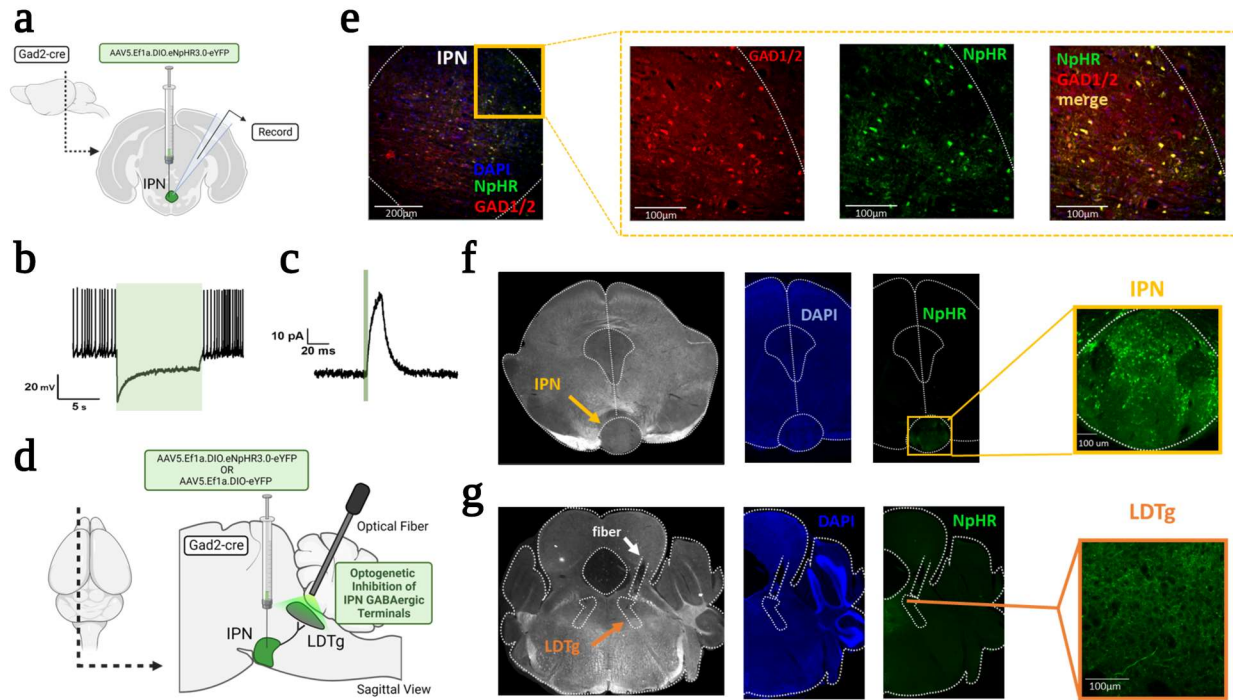 a
Gad2-cre
AAV5.Ef1a.DIO.eNpHR3.0-eYFP
Record
IPN
b
20 mV
5 s
c
10 pA
20 ms
d
AAV5.Ef1a.DIO.eNpHR3.0-eYFP
OR
AAV5.Ef1a.DIO-eYFP
Gad2-cre
Optical Fiber
Optogenetic
Inhibition of
IPN GABAergic
Terminals
IPN
LDTg
Sagittal View
e
IPN
DAPI
NpHR
GAD1/2
200µm
GAD1/2
100µm
NpHR
100µm
NpHR
GAD1/2
merge
100µm
f
IPN
DAPI
NpHR
IPN
100 um
g
fiber
LDTg
DAPI
NpHR
LDTg
100µm